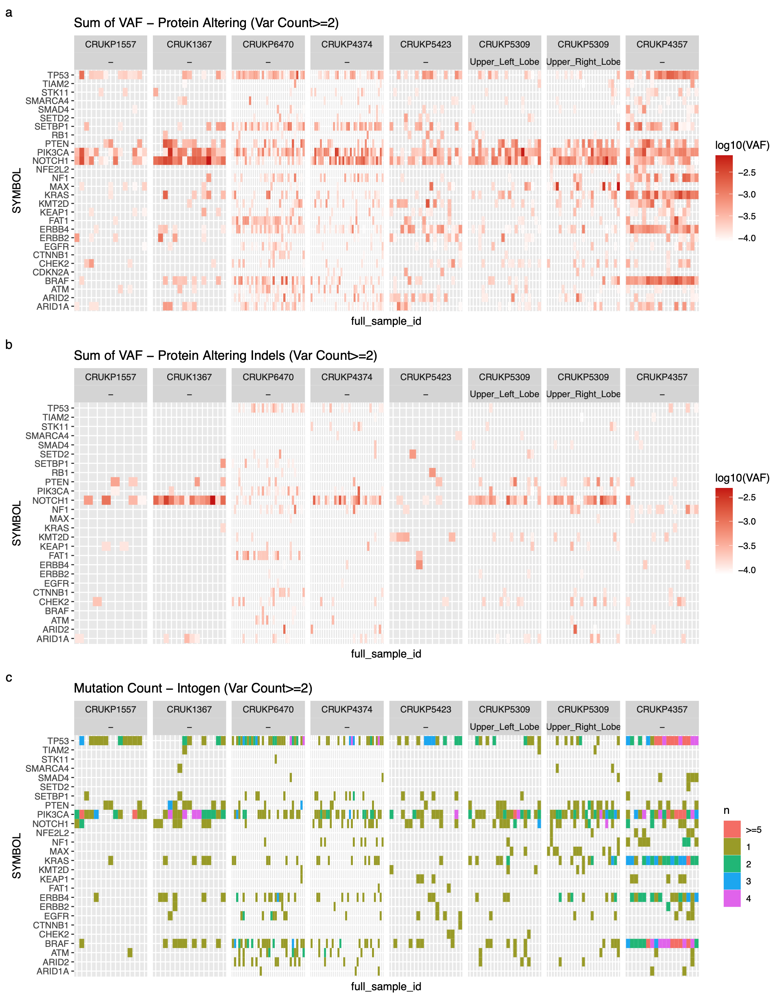 a
Sum of VAF – Protein Altering (Var Count>=2)
CRUKP1557 CRUK1367 CRUKP6470 CRUKP4374 CRUKP5423 CRUKP5309 CRUKP5309 CRUKP4357
– – – – – Upper_Left_Lobe Upper_Right_Lobe –
TP53
TIAM2
STK11
SMARCA4
SMAD4
SETD2
SETBP1
RB1
PTEN
PIK3CA
NOTCH1
NFE2L2
NF1
MAX
KRAS
KMT2D
KEAP1
FAT1
ERBB4
ERBB2
EGFR
CTNNB1
CHEK2
CDKN2A
BRAF
ATM
ARID2
ARID1A
SYMBOL
full_sample_id
log10(VAF)
−2.5
−3.0
−3.5
−4.0
b
Sum of VAF – Protein Altering Indels (Var Count>=2)
CRUKP1557 CRUK1367 CRUKP6470 CRUKP4374 CRUKP5423 CRUKP5309 CRUKP5309 CRUKP4357
– – – – – Upper_Left_Lobe Upper_Right_Lobe –
TP53
TIAM2
STK11
SMARCA4
SMAD4
SETD2
SETBP1
RB1
PTEN
PIK3CA
NOTCH1
NF1
MAX
KRAS
KMT2D
KEAP1
FAT1
ERBB4
ERBB2
EGFR
CTNNB1
CHEK2
BRAF
ATM
ARID2
ARID1A
SYMBOL
full_sample_id
log10(VAF)
−2.5
−3.0
−3.5
−4.0
c
Mutation Count – Intogen (Var Count>=2)
CRUKP1557 CRUK1367 CRUKP6470 CRUKP4374 CRUKP5423 CRUKP5309 CRUKP5309 CRUKP4357
– – – – – Upper_Left_Lobe Upper_Right_Lobe –
TP53
TIAM2
STK11
SMARCA4
SMAD4
SETD2
SETBP1
PTEN
PIK3CA
NOTCH1
NFE2L2
NF1
MAX
KRAS
KMT2D
KEAP1
FAT1
ERBB4
ERBB2
EGFR
CTNNB1
CHEK2
BRAF
ATM
ARID2
ARID1A
SYMBOL
full_sample_id
n
>=5
1
2
3
4